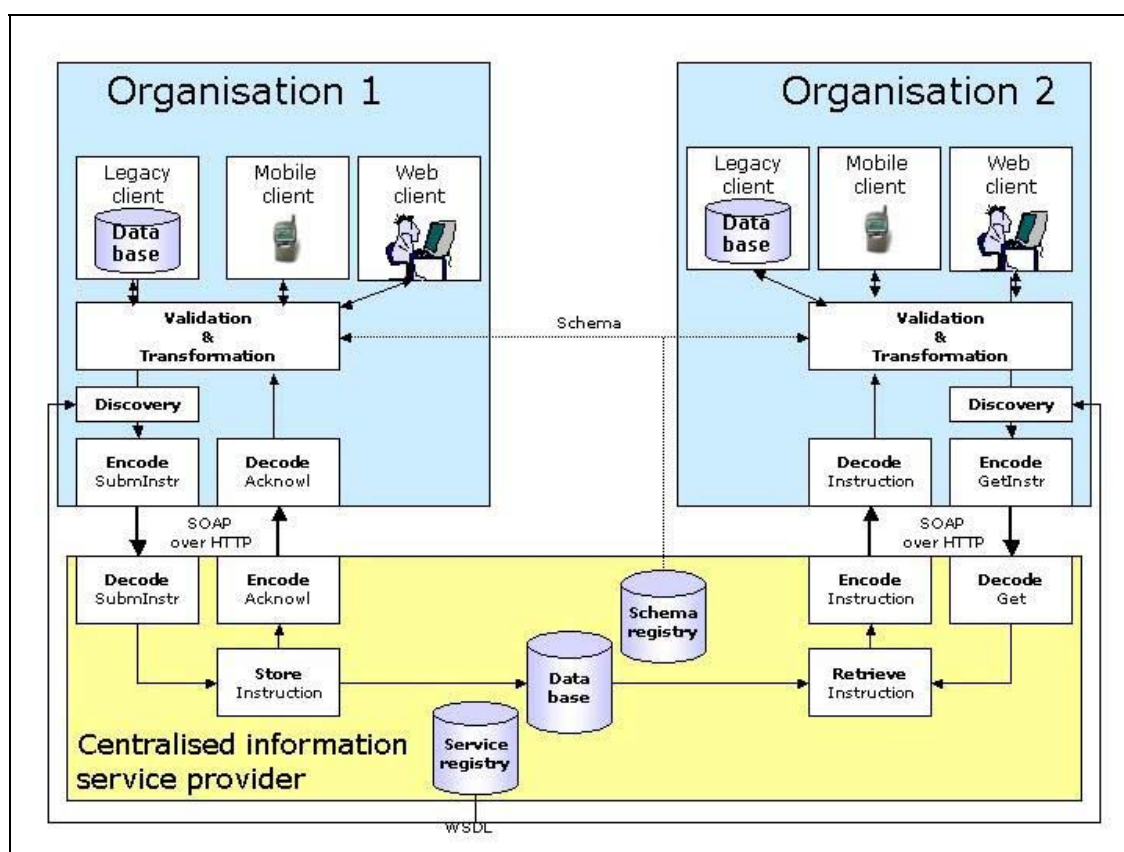 Organisation 1
Legacy
client
Data
base
Mobile
client
Web
client
Validation
&
Transformation
Discovery
Encode
SubmInstr
Decode
Acknowl
SOAP
over HTTP
Schema
Organisation 2
Legacy
client
Data
base
Mobile
client
Web
client
Validation
&
Transformation
Discovery
Decode
Instruction
Encode
GetInstr
SOAP
over HTTP
Decode
SubmInstr
Encode
Acknowl
Store
Instruction
Schema
registry
Data
base
Service
registry
Encode
Instruction
Decode
Get
Retrieve
Instruction
Centralised information
service provider
WSDL